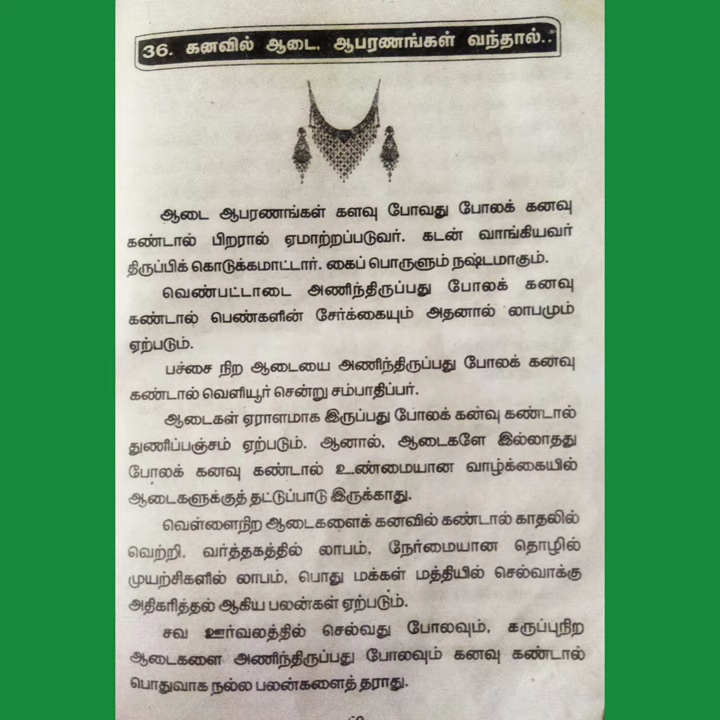 36. கனவில் ஆடை, ஆபரணங்கள் வந்தால்..
ஆடை ஆபரணங்கள் களவு போவது போலக் கனவு
கண்டால் பிறரால் ஏமாற்றப்படுவர். கடன் வாங்கியவர்
திருப்பிக் கொடுக்கமாட்டார். கைப் பொருளும் நஷ்டமாகும்.
வெண்பட்டாடை அணிந்திருப்பது போலக் கனவு
கண்டால் பெண்களின் சேர்க்கையும் அதனால் லாபமும்
ஏற்படும்.
பச்சை நிற ஆடையை அணிந்திருப்பது போலக் கனவு
கண்டால் வெளியூர் சென்று சம்பாதிப்பர்.
ஆடைகள் ஏராளமாக இருப்பது போலக் கனவு கண்டால்
துணிப்பஞ்சம் ஏற்படும். ஆனால், ஆடைகளே இல்லாதது
போலக் கனவு கண்டால் உண்மையான வாழ்க்கையில்
ஆடைகளுக்குத் தட்டுப்பாடு இருக்காது.
வெள்ளைநிற ஆடைகளைக் கனவில் கண்டால் காதலில்
வெற்றி, வர்த்தகத்தில் லாபம், நேர்மையான தொழில்
முயற்சிகளில் லாபம், பொது மக்கள் மத்தியில் செல்வாக்கு
அதிகரித்தல் ஆகிய பலன்கள் ஏற்படும்.
சவ ஊர்வலத்தில் செல்வது போலவும், கருப்புநிற
ஆடைகளை அணிந்திருப்பது போலவும் கனவு கண்டால்
பொதுவாக நல்ல பலன்களைத் தராது.